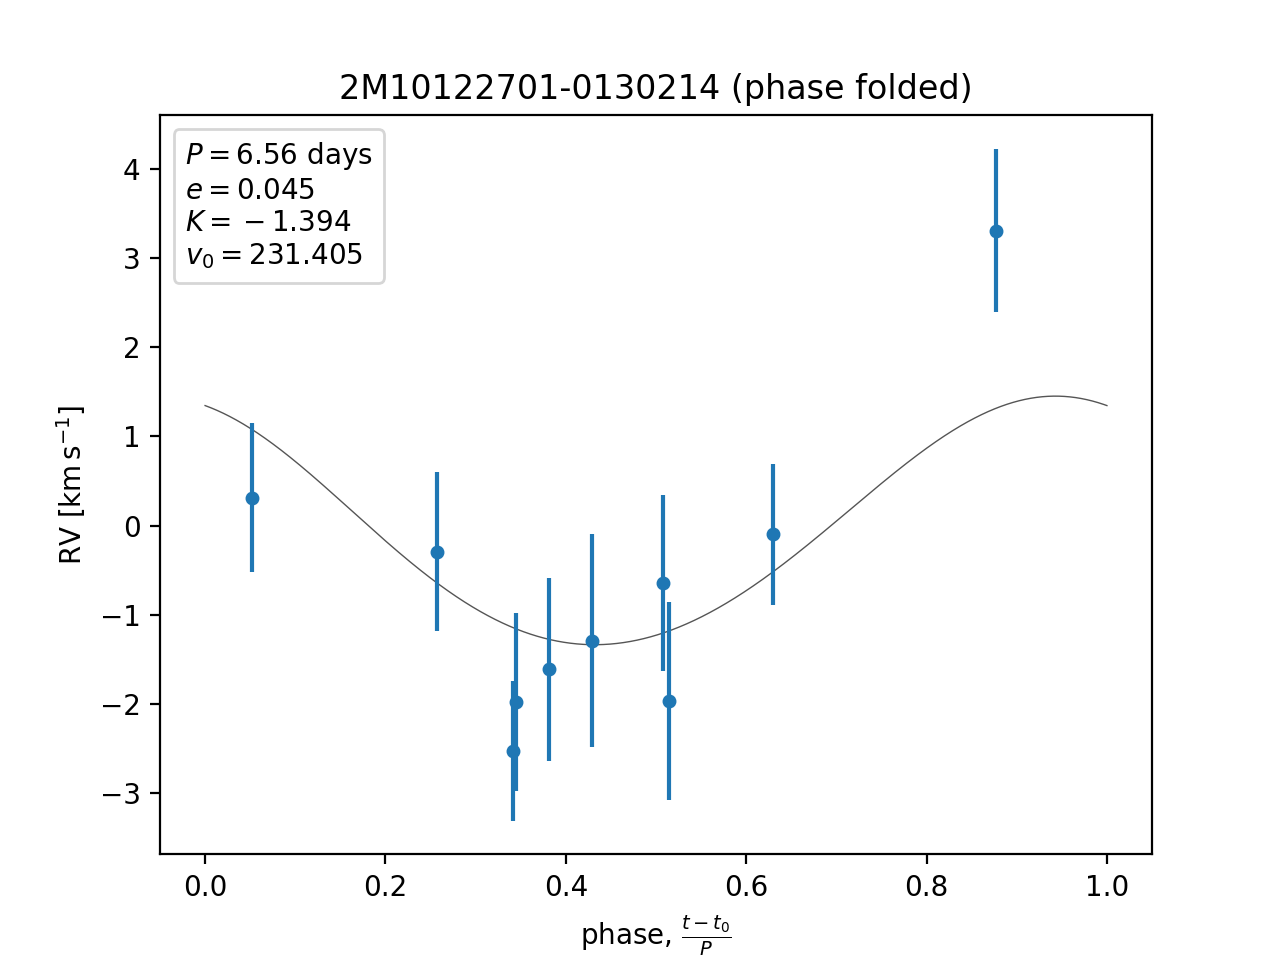 2M10122701-0130214 (phase folded)
P = 6.56 days
e = 0.045
K = −1.394
v₀ = 231.405
4
3
2
1
0
−1
−2
−3
RV [km s⁻¹]
0.0 0.2 0.4 0.6 0.8 1.0
phase, (t − t₀)/P